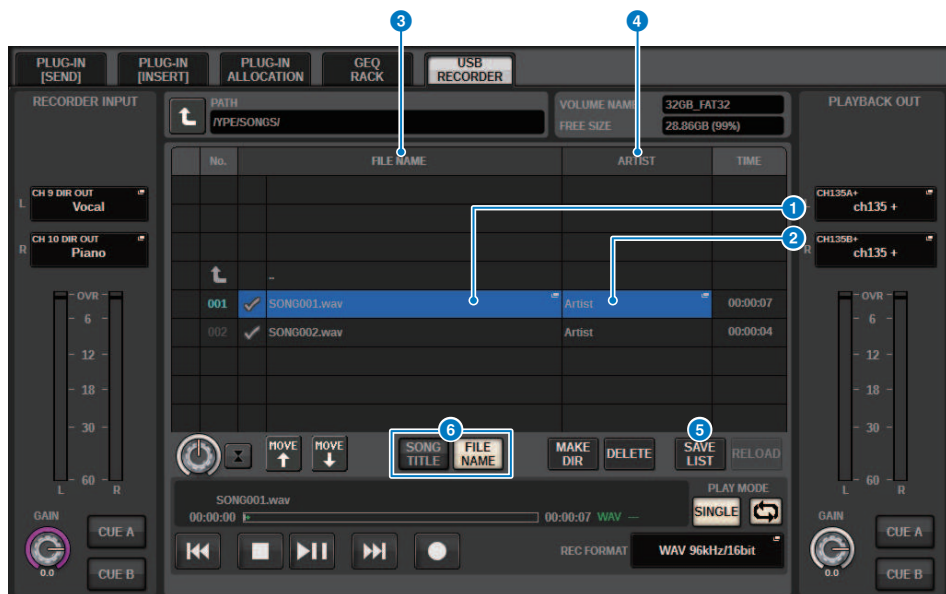 3
4
PLUG-IN [SEND]
PLUG-IN [INSERT]
PLUG-IN ALLOCATION
GEQ RACK
USB RECORDER
RECORDER INPUT
PATH
/YPE/SONGS/
VOLUME NAME
32GB_FAT32
FREE SIZE
28.86GB (99%)
PLAYBACK OUT
No.
FILE NAME
ARTIST
TIME
L
CH 9 DIR OUT
Vocal
1
CH135A+
ch135 +
R
CH 10 DIR OUT
Piano
2
R
CH135B+
ch135 +
001
SONG001.wav
Artist
00:00:07
002
SONG002.wav
Artist
00:00:04
OVR
6
12
18
30
60
L
R
OVR
6
12
18
30
60
L
R
6
5
MOVE
MOVE
SONG TITLE
FILE NAME
MAKE DIR
DELETE
SAVE LIST
RELOAD
SONG001.wav
00:00:00
00:00:07
WAV
PLAY MODE
SINGLE
REC FORMAT
WAV 96kHz/16bit
GAIN
0.0
CUE A
CUE B
GAIN
0.0
CUE A
CUE B